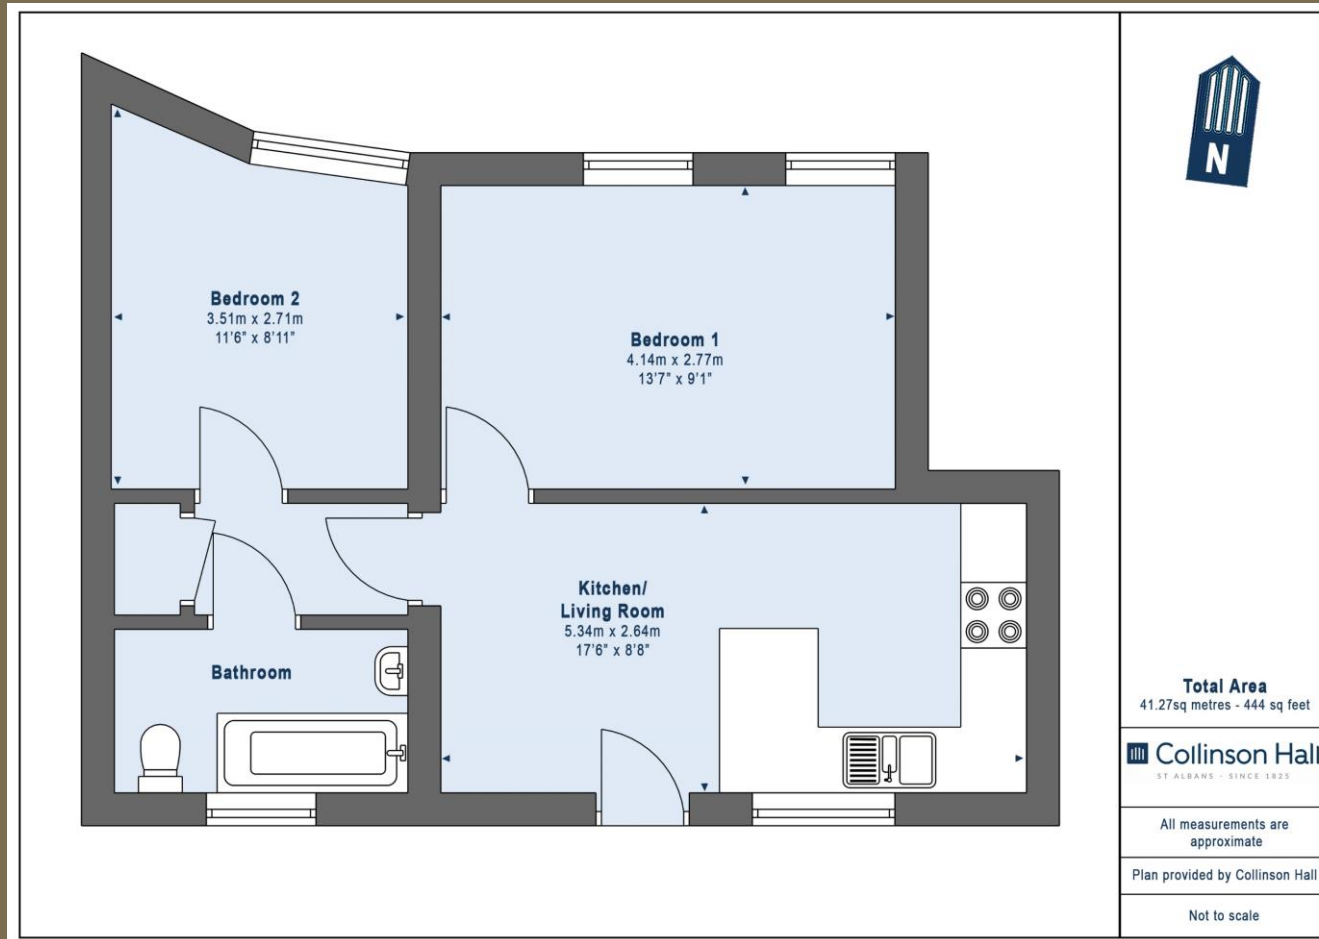 N
Bedroom 2
3.51m x 2.71m
11'6" x 8'11"
Bedroom 1
4.14m x 2.77m
13'7" x 9'1"
Kitchen/
Living Room
5.34m x 2.64m
17'6" x 8'8"
Bathroom
Total Area
41.27sq metres - 444 sq feet
Collinson Hall
ST ALBANS - SINCE 1825
All measurements are
approximate
Plan provided by Collinson Hall
Not to scale